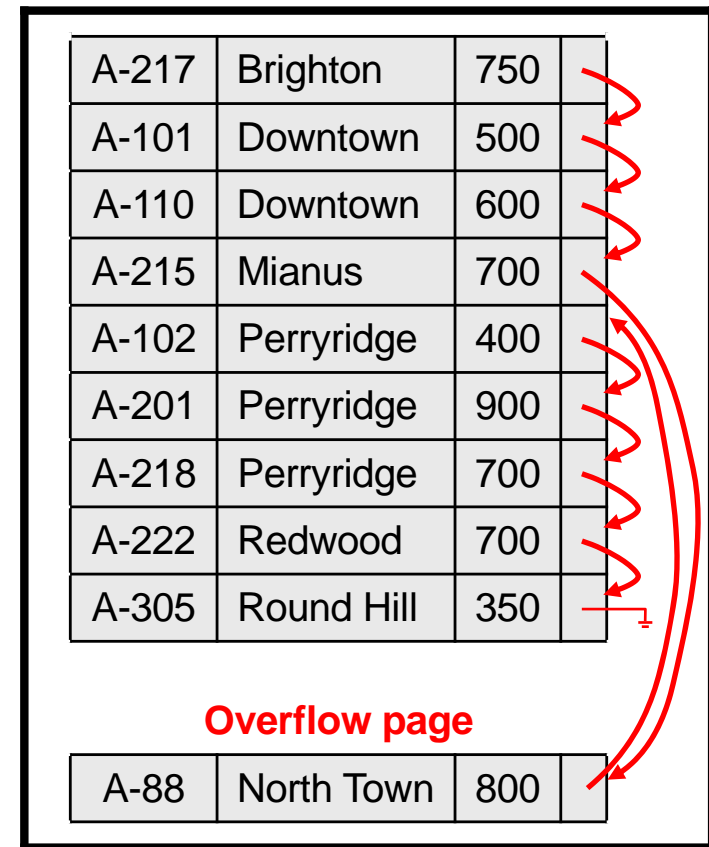 A-217 Brighton 750
A-101 Downtown 500
A-110 Downtown 600
A-215 Mianus 700
A-102 Perryridge 400
A-201 Perryridge 900
A-218 Perryridge 700
A-222 Redwood 700
A-305 Round Hill 350
Overflow page
A-88 North Town 800